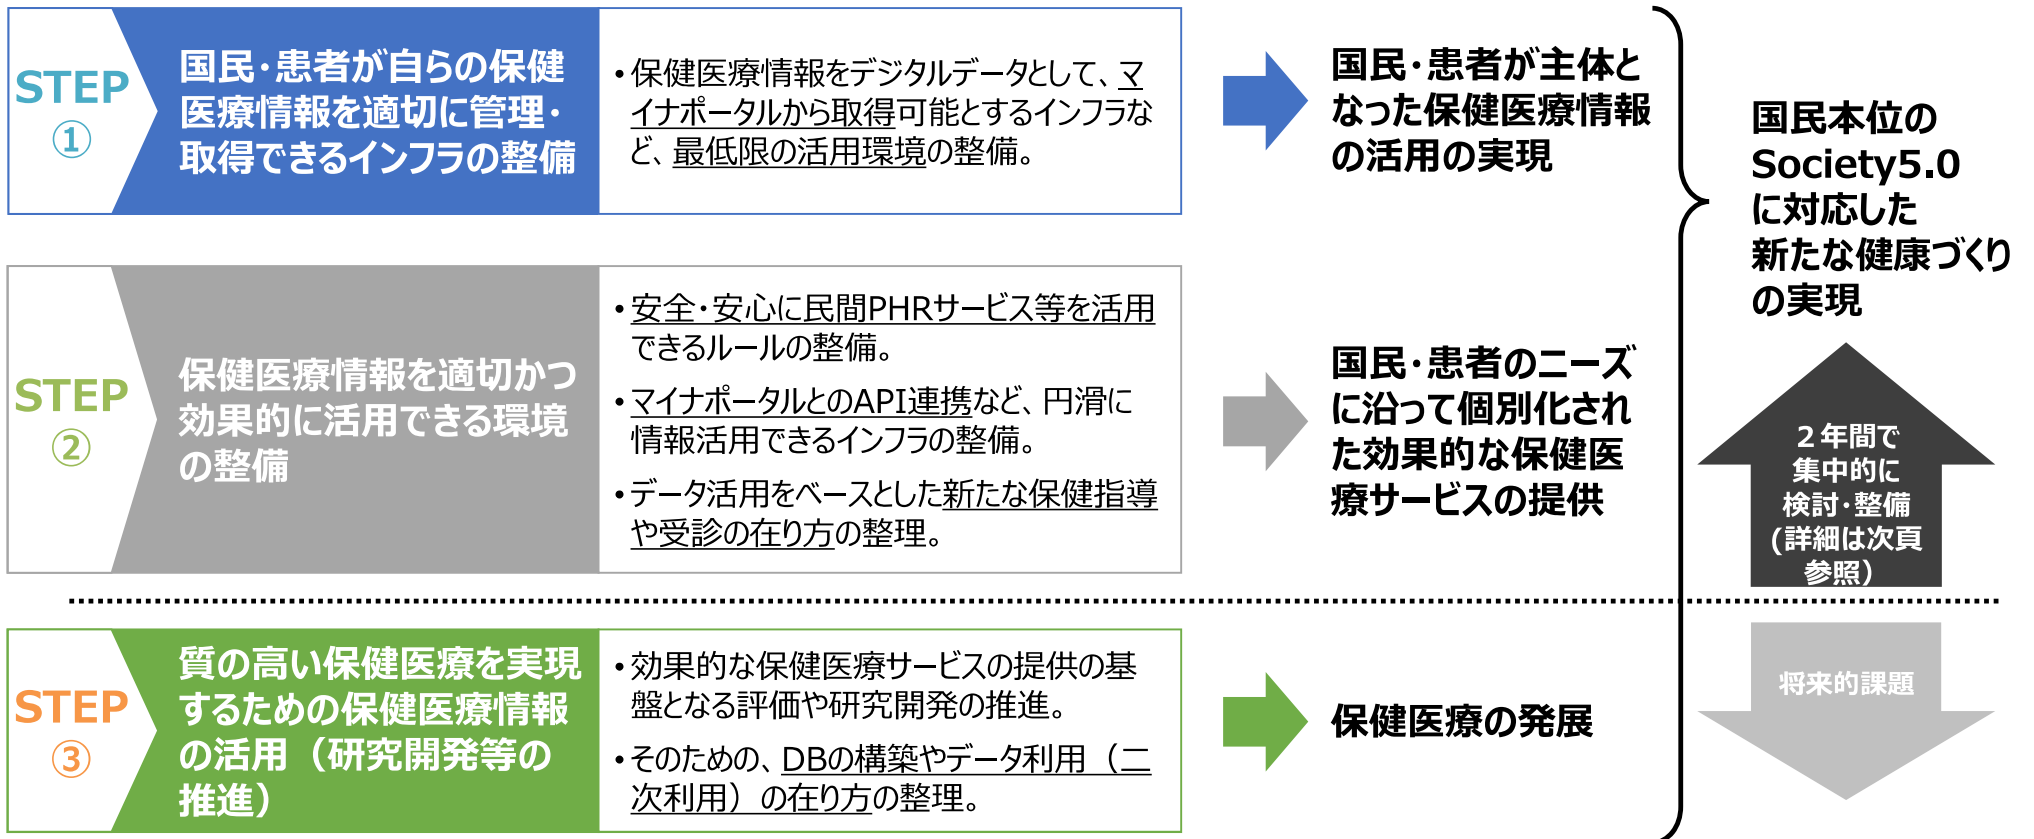 STEP
①
国民・患者が自らの保健
医療情報を適切に管理・
取得できるインフラの整備
•保健医療情報をデジタルデータとして、マ
イナポータルから取得可能とするインフラな
ど、最低限の活用環境の整備。
国民・患者が主体と
なった保健医療情報
の活用の実現
STEP
②
保健医療情報を適切かつ
効果的に活用できる環境
の整備
•安全・安心に民間PHRサービス等を活用
できるルールの整備。
•マイナポータルとのAPI連携など、円滑に
情報活用できるインフラの整備。
•データ活用をベースとした新たな保健指導
や受診の在り方の整理。
国民・患者のニーズ
に沿って個別化され
た効果的な保健医
療サービスの提供
STEP
③
質の高い保健医療を実現
するための保健医療情報
の活用（研究開発等の
推進）
•効果的な保健医療サービスの提供の基
盤となる評価や研究開発の推進。
•そのための、DBの構築やデータ利用（二
次利用）の在り方の整理。
保健医療の発展
国民本位の
Society5.0
に対応した
新たな健康づくり
の実現
２年間で
集中的に
検討・整備
(詳細は次頁
参照）
将来的課題